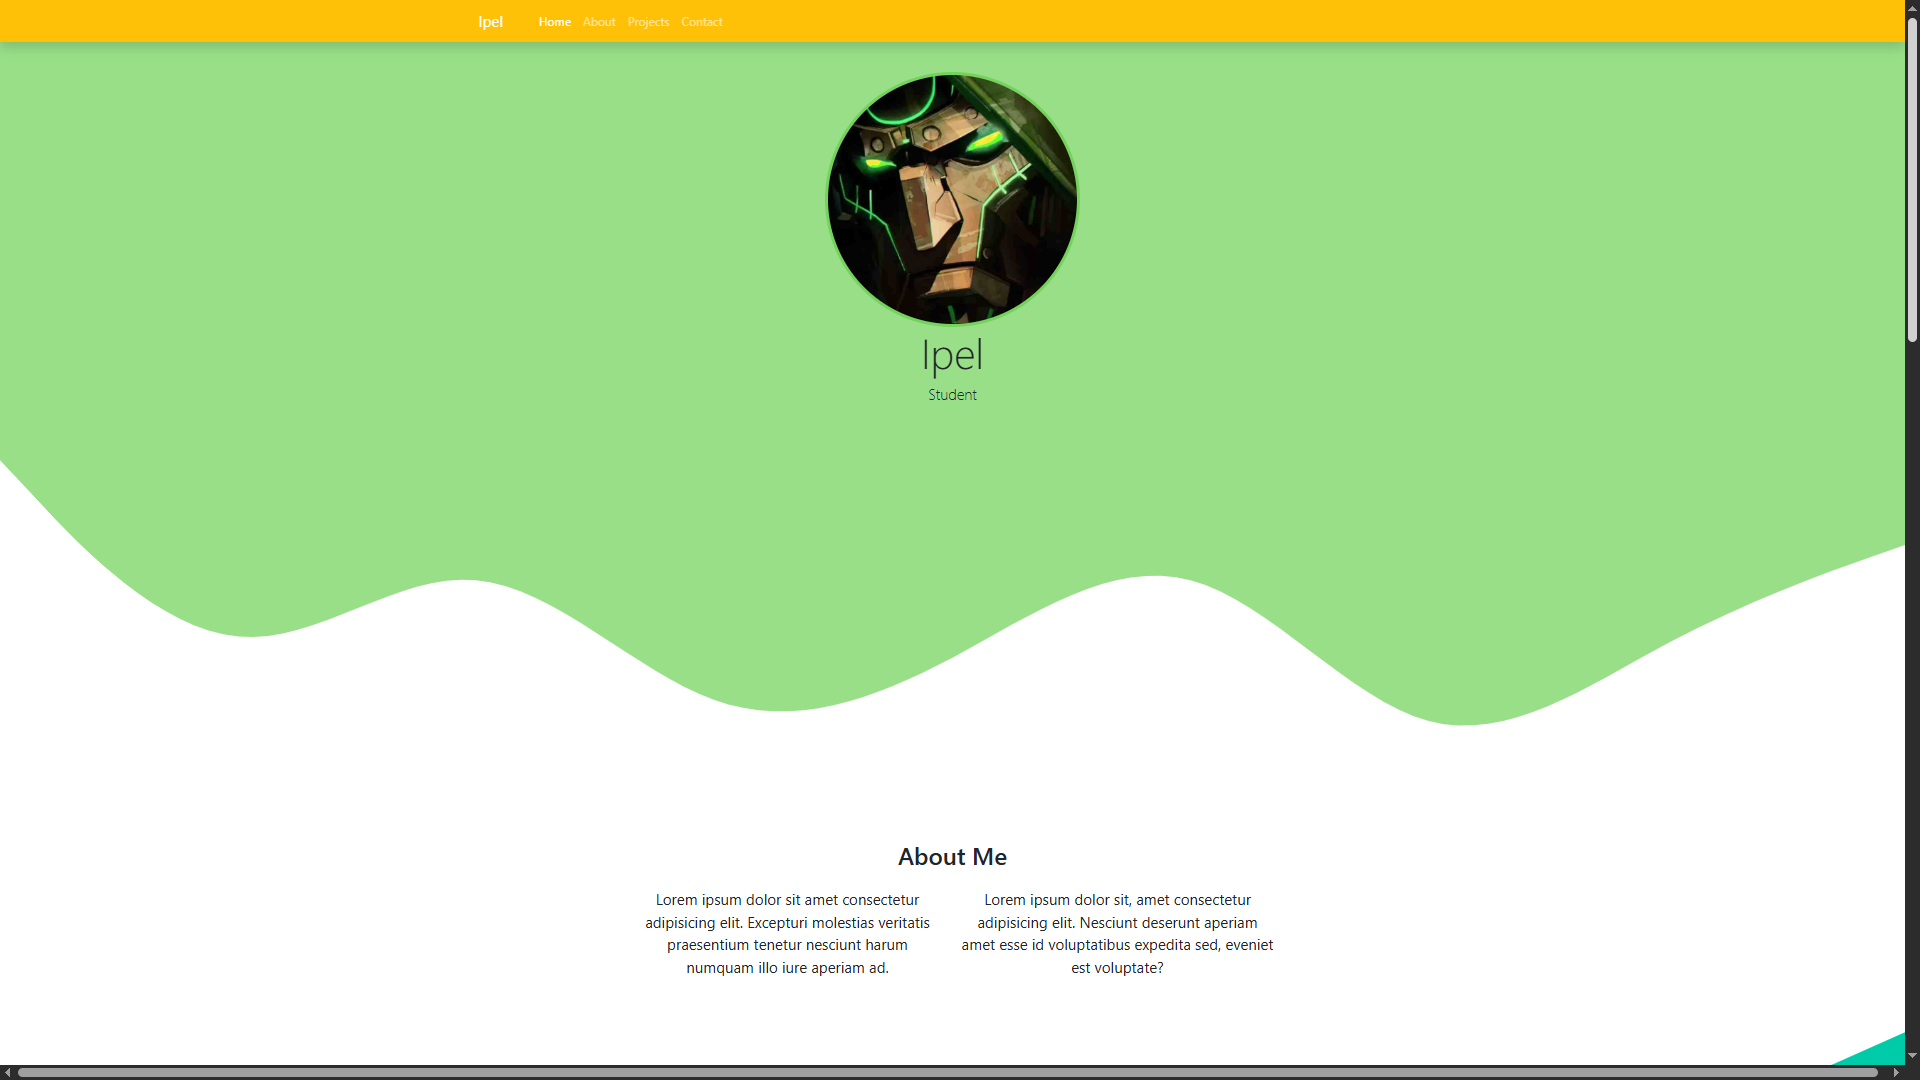 Ipel
Home
About
Projects
Contact
Ipel
Student
About Me
Lorem ipsum dolor sit amet consectetur
adipisicing elit. Excepturi molestias veritatis
praesentium tenetur nesciunt harum
numquam illo iure aperiam ad.
Lorem ipsum dolor sit, amet consectetur
adipisicing elit. Nesciunt deserunt aperiam
amet esse id voluptatibus expedita sed, eveniet
est voluptate?